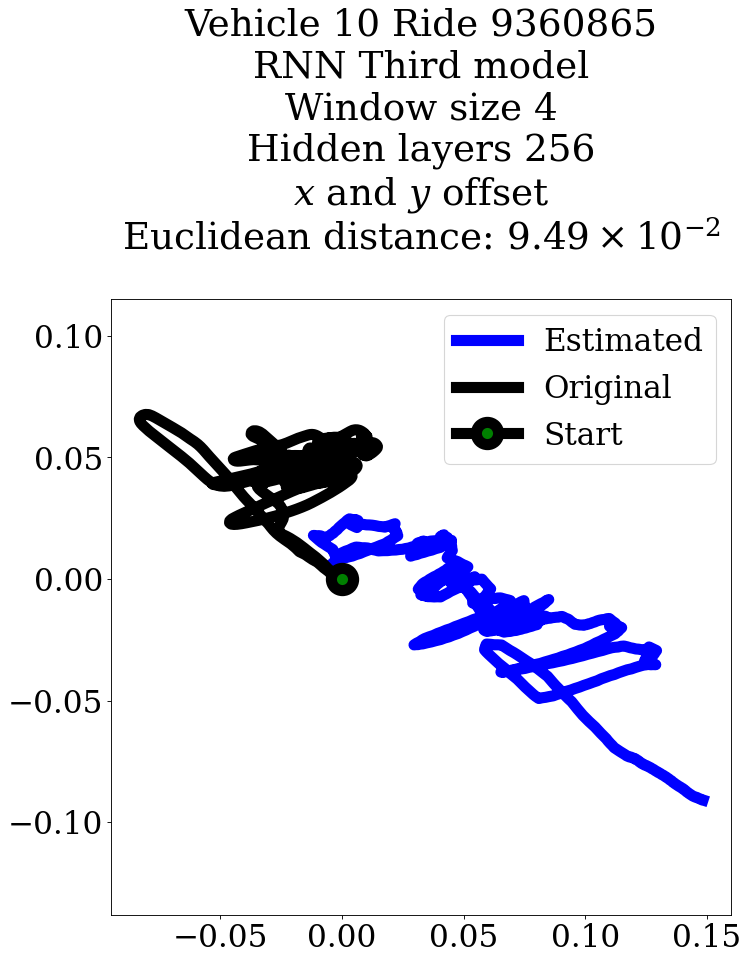 Vehicle 10 Ride 9360865
RNN Third model
Window size 4
Hidden layers 256
x and y offset
Euclidean distance: 9.49 × 10⁻²
Estimated
Original
Start
0.10
0.05
0.00
−0.05
−0.10
−0.05 0.00 0.05 0.10 0.15